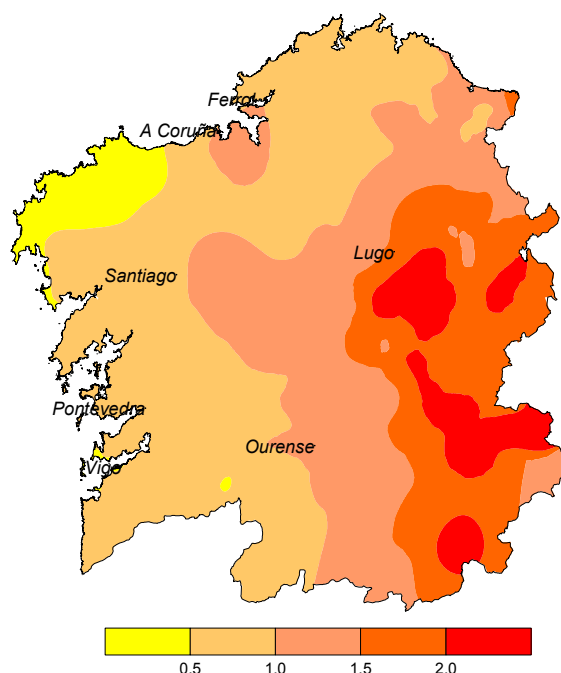 Ferrol
A Coruña
Lugo
Santiago
Pontevedra
Ourense
Vigo
0.5 1.0 1.5 2.0